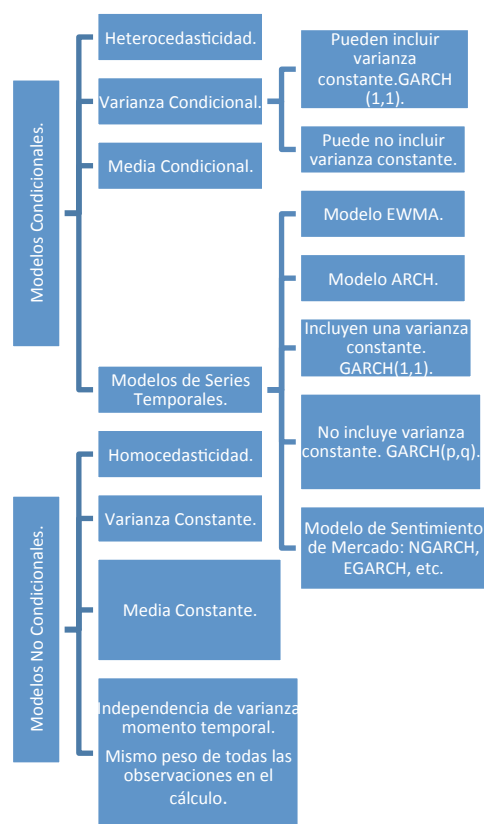 Modelos Condicionales.
Heterocedasticidad.
Varianza Condicional.
Pueden incluir
varianza
constante.GARCH
(1,1).
Puede no incluir
varianza constante.
Media Condicional.
Modelos de Series
Temporales.
Modelo EWMA.
Modelo ARCH.
Incluyen una varianza
constante.
GARCH(1,1).
No incluye varianza
constante. GARCH(p,q).
Modelo de Sentimiento
de Mercado: NGARCH,
EGARCH, etc.
Modelos No Condicionales.
Homocedasticidad.
Varianza Constante.
Media Constante.
Independencia de varianza
momento temporal.
Mismo peso de todas las
observaciones en el
cálculo.